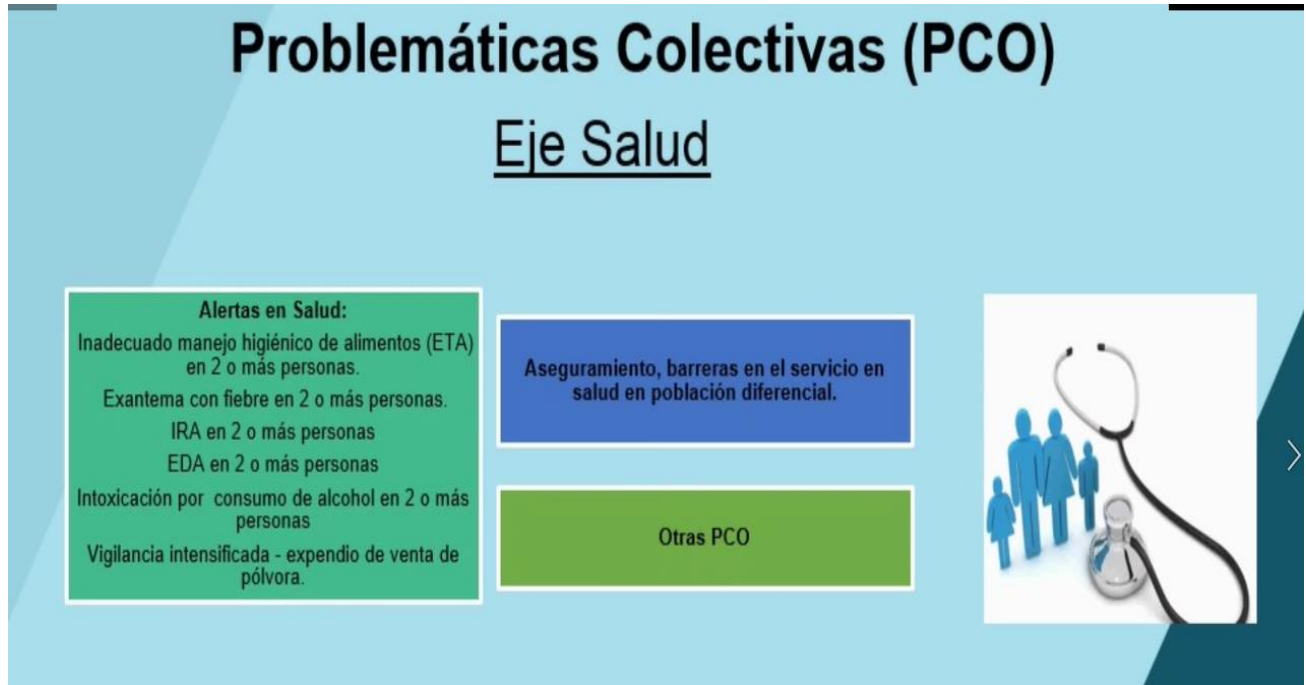 Problemáticas Colectivas (PCO)
Eje Salud
Alertas en Salud:
Inadecuado manejo higiénico de alimentos (ETA)
en 2 o más personas.
Exantema con fiebre en 2 o más personas.
IRA en 2 o más personas
EDA en 2 o más personas
Intoxicación por consumo de alcohol en 2 o más
personas
Vigilancia intensificada - expendio de venta de
pólvora.
Aseguramiento, barreras en el servicio en
salud en población diferencial.
Otras PCO